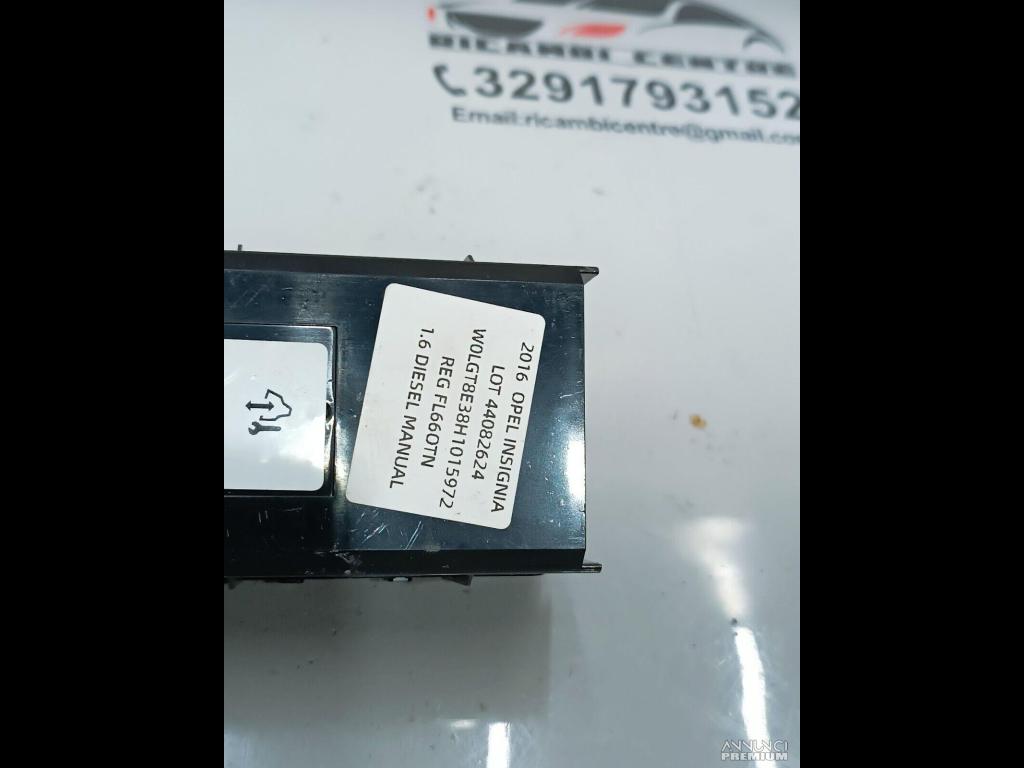 RICAMBI CENTRE
3291793152
Email:ricambicentre@gmail.com
2016 OPEL INSIGNIA
LOT 44082624
W0LGT8E38H1015972
REG FL66OTN
1.6 DIESEL MANUAL
ANNUNCI
PREMIUM